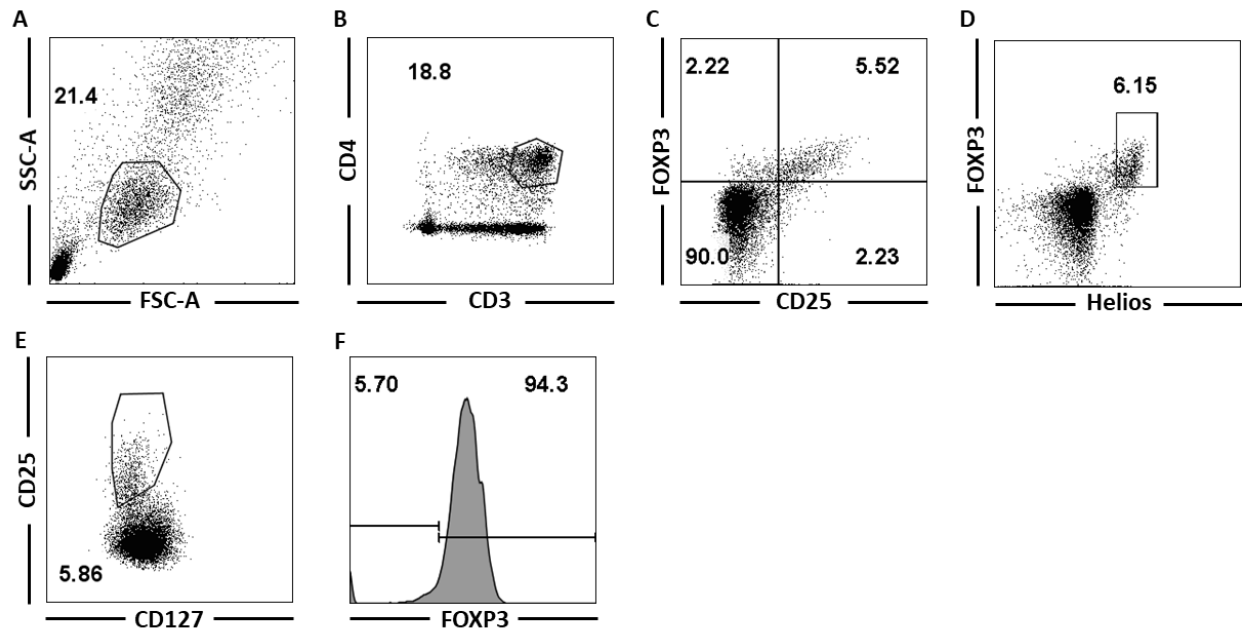 A
SSC-A
21.4
FSC-A
B
CD4
18.8
CD3
C
FOXP3
2.22 5.52
90.0 2.23
CD25
D
FOXP3
6.15
Helios
E
CD25
5.86
CD127
F
5.70 94.3
FOXP3